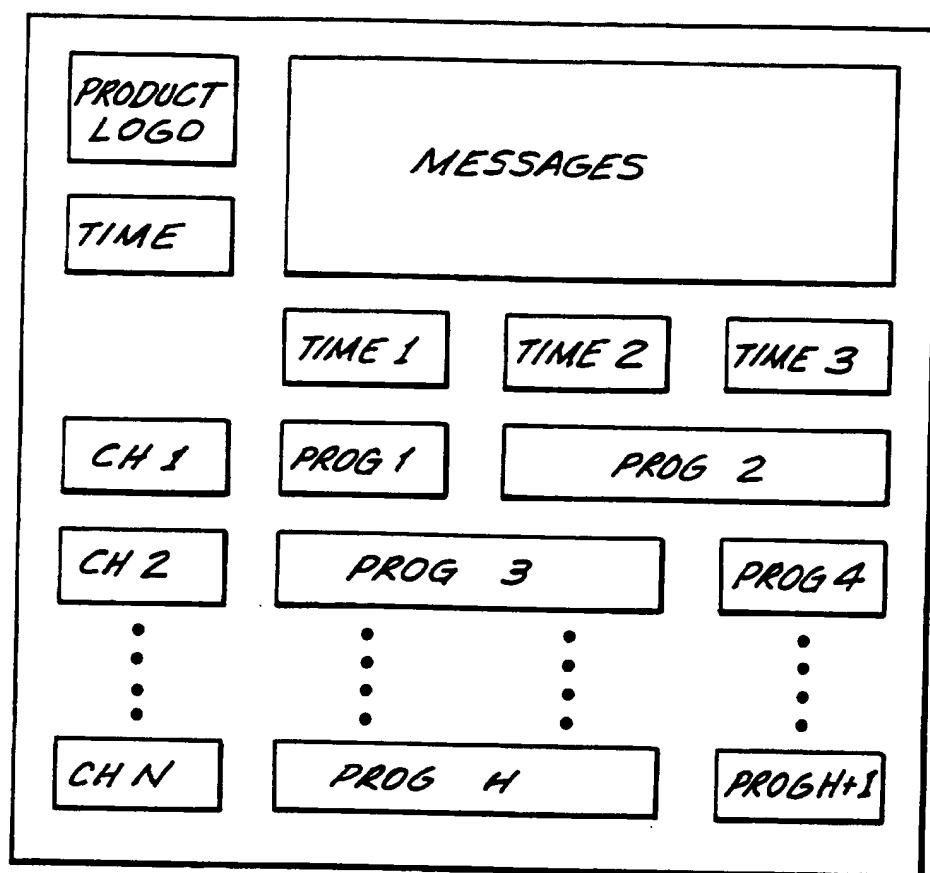 PRODUCT
LOGO
MESSAGES
TIME
TIME 1
TIME 2
TIME 3
CH 1
PROG 1
PROG 2
CH 2
PROG 3
PROG 4
CH N
PROG H
PROG H+1